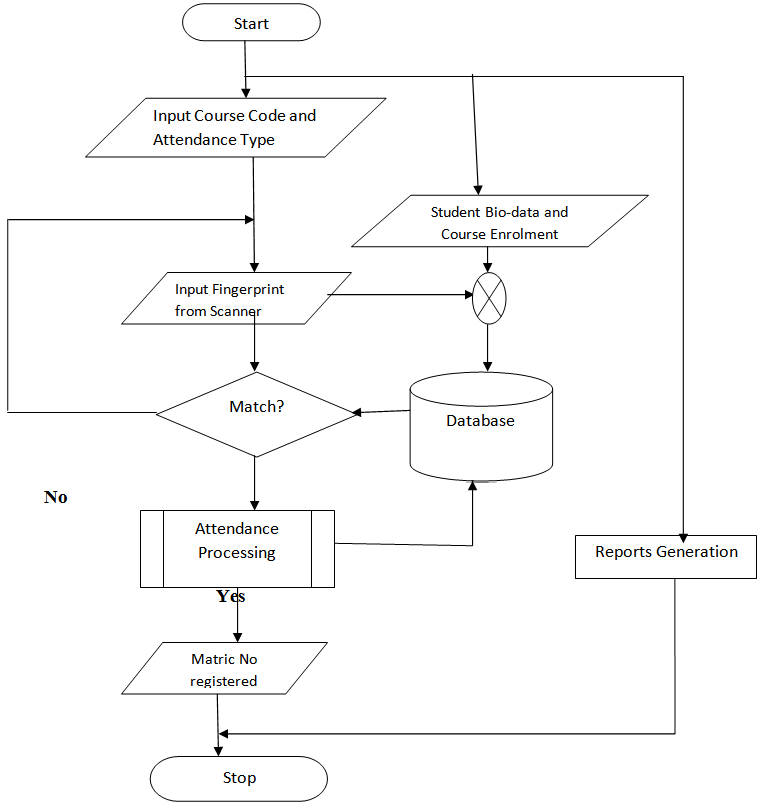 Start
Input Course Code and
Attendance Type
Student Bio-data and
Course Enrolment
Input Fingerprint
from Scanner
Match?
Database
No
Attendance
Processing
Reports Generation
Yes
Matric No
registered
Stop